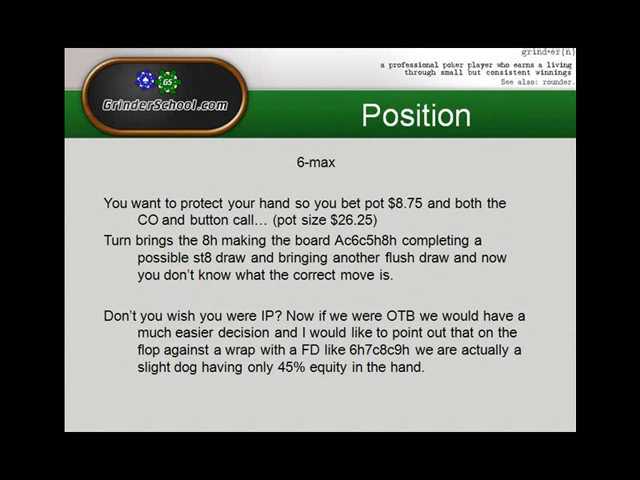 grind•er(n)
a professional poker player who earns a living
through small but consistent winnings
See also: rounder.
GS
GrinderSchool.com
Position
6-max
You want to protect your hand so you bet pot $8.75 and both the
CO and button call… (pot size $26.25)
Turn brings the 8h making the board Ac6c5h8h completing a
possible st8 draw and bringing another flush draw and now
you don't know what the correct move is.
Don't you wish you were IP? Now if we were OTB we would have a
much easier decision and I would like to point out that on the
flop against a wrap with a FD like 6h7c8c9h we are actually a
slight dog having only 45% equity in the hand.